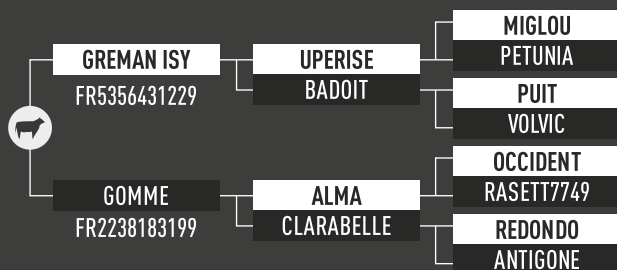 GREMAN ISY
FR5356431229
UPERISE
BADOIT
MIGLOU
PETUNIA
PUIT
VOLVIC
GOMME
FR2238183199
ALMA
CLARABELLE
OCCIDENT
RASETT7749
REDONDO
ANTIGONE